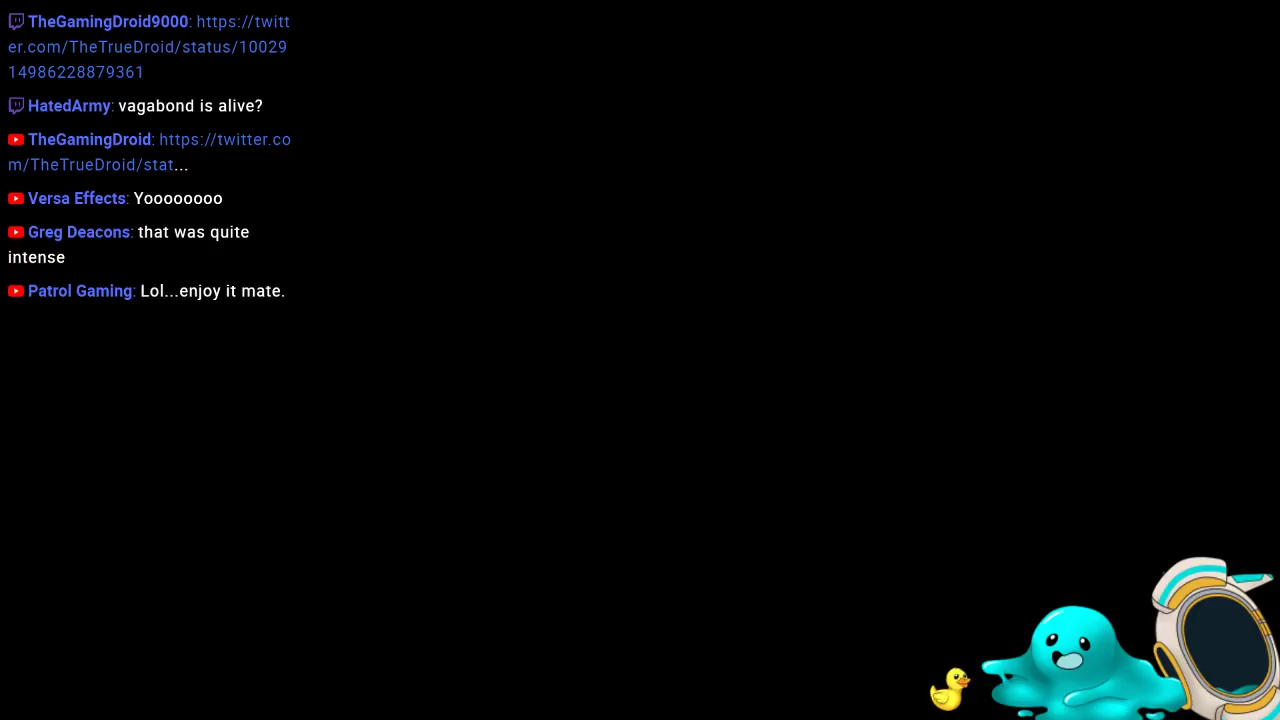 TheGamingDroid9000: https://twitt
er.com/TheTrueDroid/status/10029
14986228879361
HatedArmy: vagabond is alive?
TheGamingDroid: https://twitter.co
m/TheTrueDroid/stat...
Versa Effects: Yoooooooo
Greg Deacons: that was quite
intense
Patrol Gaming: Lol...enjoy it mate.